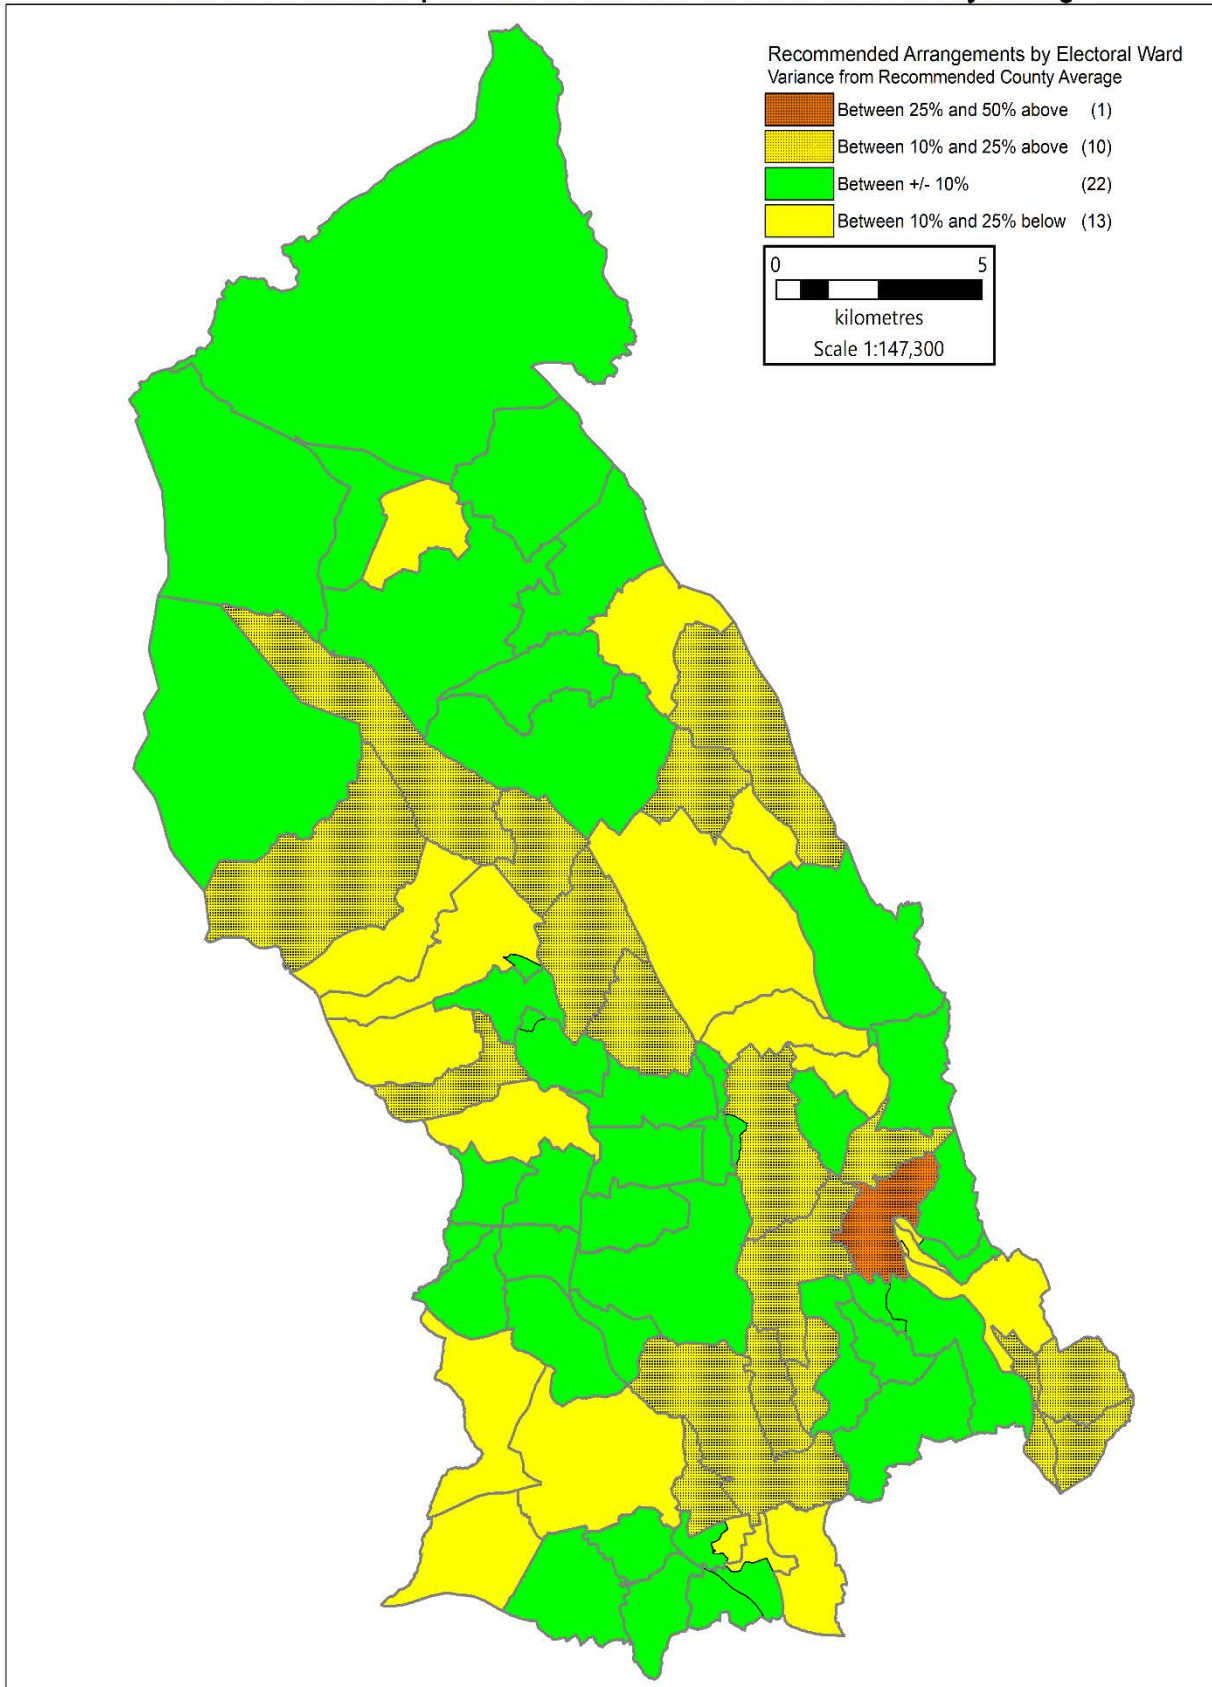 Recommended Arrangements by Electoral Ward
Variance from Recommended County Average
Between 25% and 50% above (1)
Between 10% and 25% above (10)
Between +/- 10% (22)
Between 10% and 25% below (13)
0 5
kilometres
Scale 1:147,300